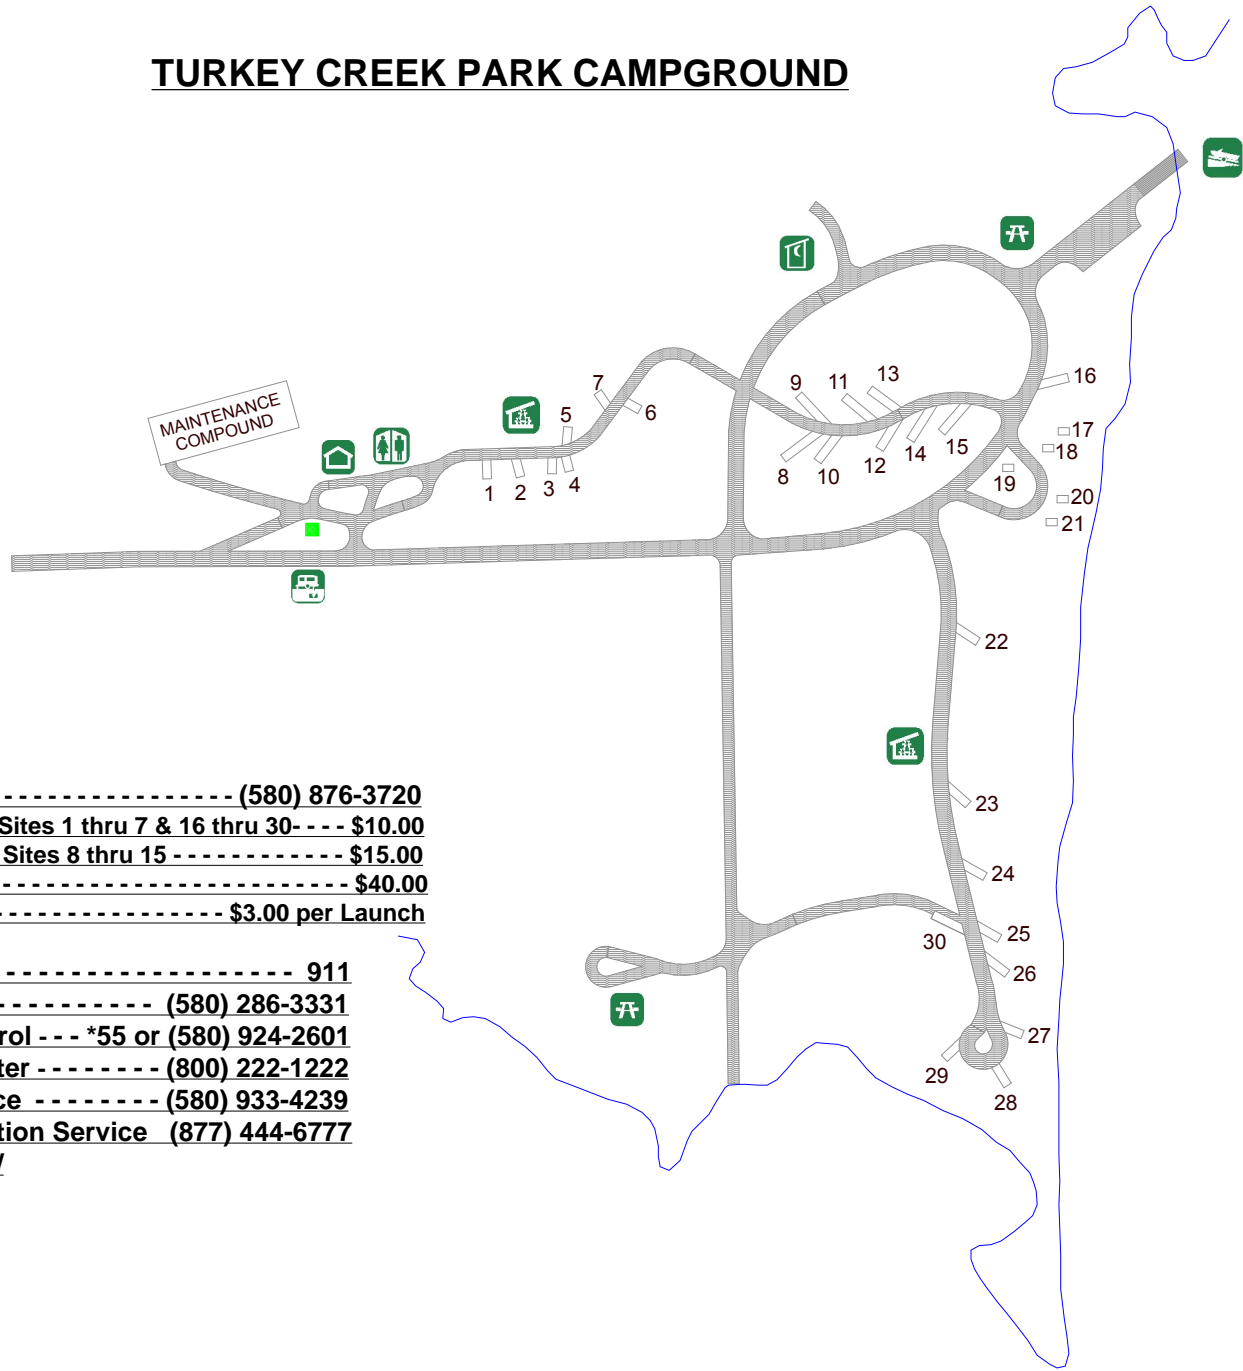 TURKEY CREEK PARK CAMPGROUND
MAINTENANCE
COMPOUND
1
2
3
4
5
6
7
8
9
10
11
12
13
14
15
16
17
18
19
20
21
22
23
24
25
26
27
28
29
30
- - - - - - - - - - - - - - - - (580) 876-3720
Sites 1 thru 7 & 16 thru 30- - - - $10.00
Sites 8 thru 15 - - - - - - - - - - - - $15.00
- - - - - - - - - - - - - - - - - - - - - - - - $40.00
- - - - - - - - - - - - - - - - $3.00 per Launch
- - - - - - - - - - - - - - - - - - 911
- - - - - - - - - - (580) 286-3331
rol - - - *55 or (580) 924-2601
ter - - - - - - - - (800) 222-1222
ce - - - - - - - - (580) 933-4239
tion Service (877) 444-6777
/